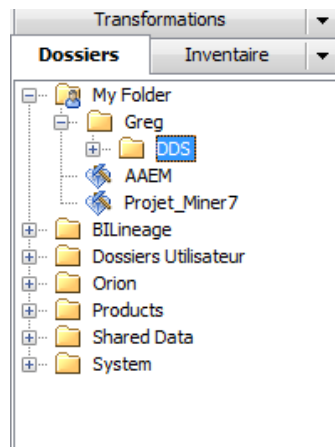 Transformations
Dossiers Inventaire
My Folder
Greg
DDS
AAEM
Projet_Miner7
BILineage
Dossiers Utilisateur
Orion
Products
Shared Data
System